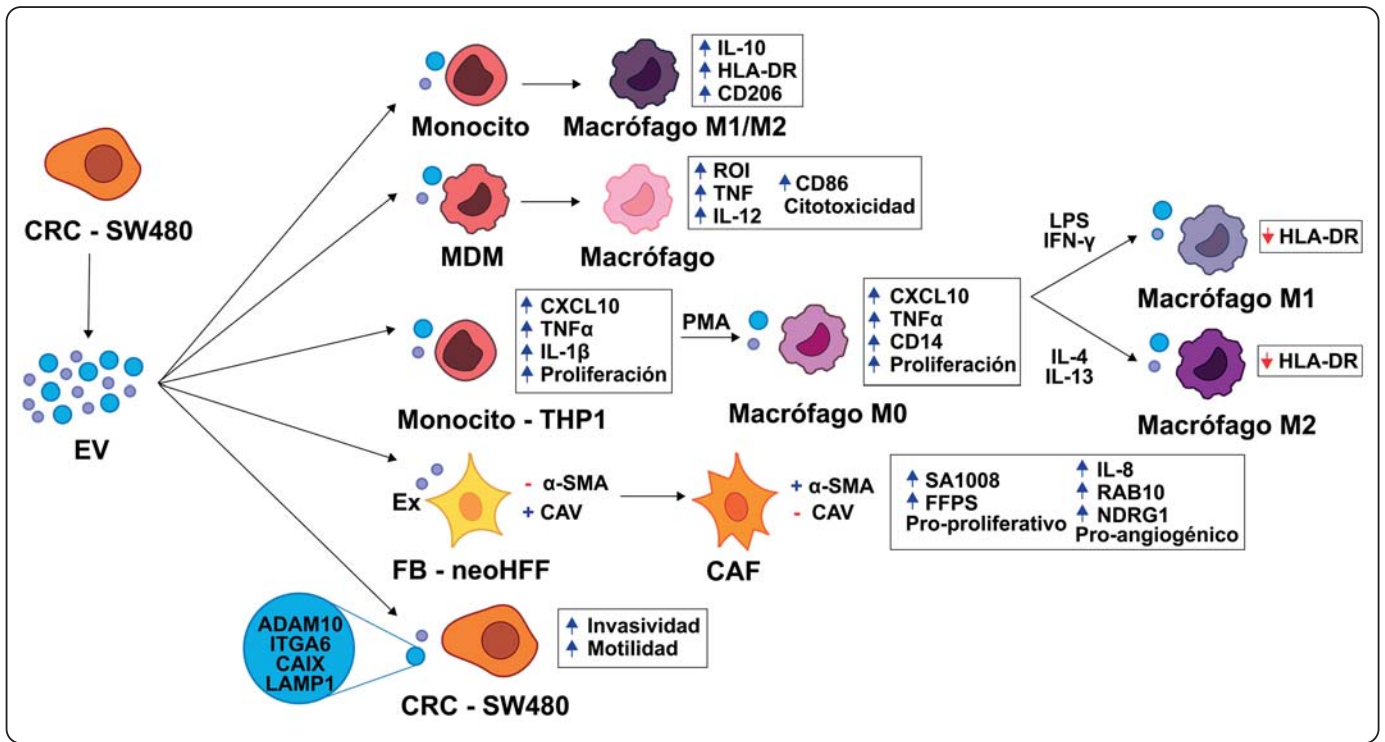 CRC - SW480
EV
Monocito
Macrófago M1/M2
IL-10
HLA-DR
CD206
MDM
Macrófago
ROI
TNF
IL-12
CD86
Citotoxicidad
Monocito - THP1
CXCL10
TNFα
IL-1β
Proliferación
PMA
Macrófago M0
CXCL10
TNFα
CD14
Proliferación
LPS
IFN-γ
Macrófago M1
HLA-DR
IL-4
IL-13
Macrófago M2
HLA-DR
Ex
- α-SMA
+ CAV
FB - neoHFF
CAF
+ α-SMA
- CAV
SA1008
FFPS
Pro-proliferativo
IL-8
RAB10
NDRG1
Pro-angiogénico
ADAM10
ITGA6
CAIX
LAMP1
CRC - SW480
Invasividad
Motilidad